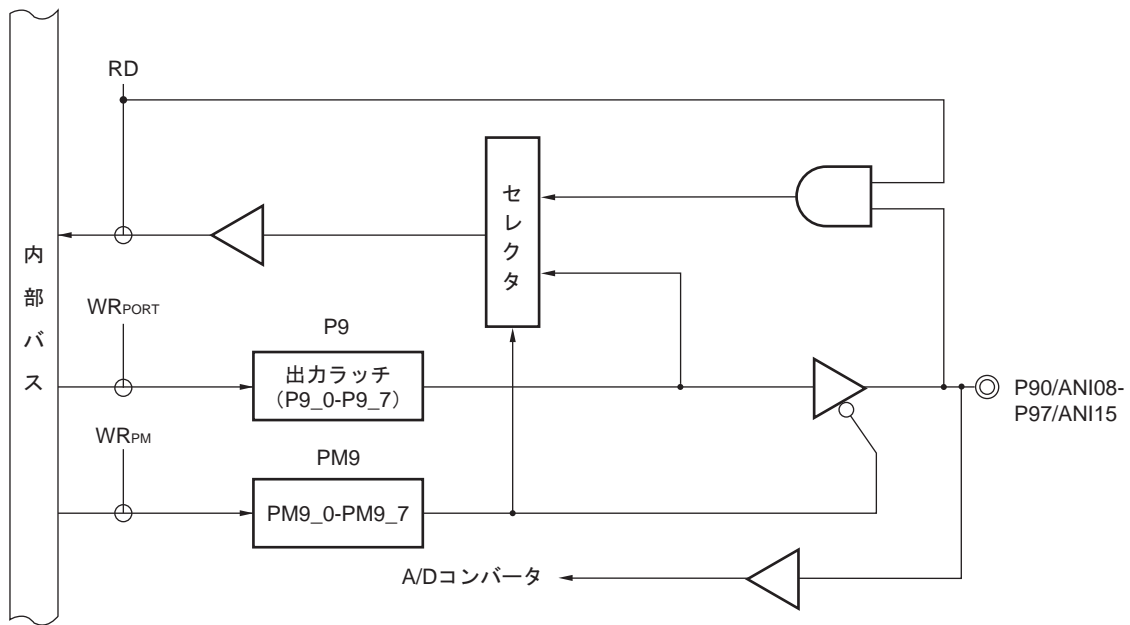 RD
セレクタ
内部バス
WRPORT
P9
出力ラッチ
（P9_0-P9_7）
P90/ANI08-
P97/ANI15
WRPM
PM9
PM9_0-PM9_7
A/Dコンバータ